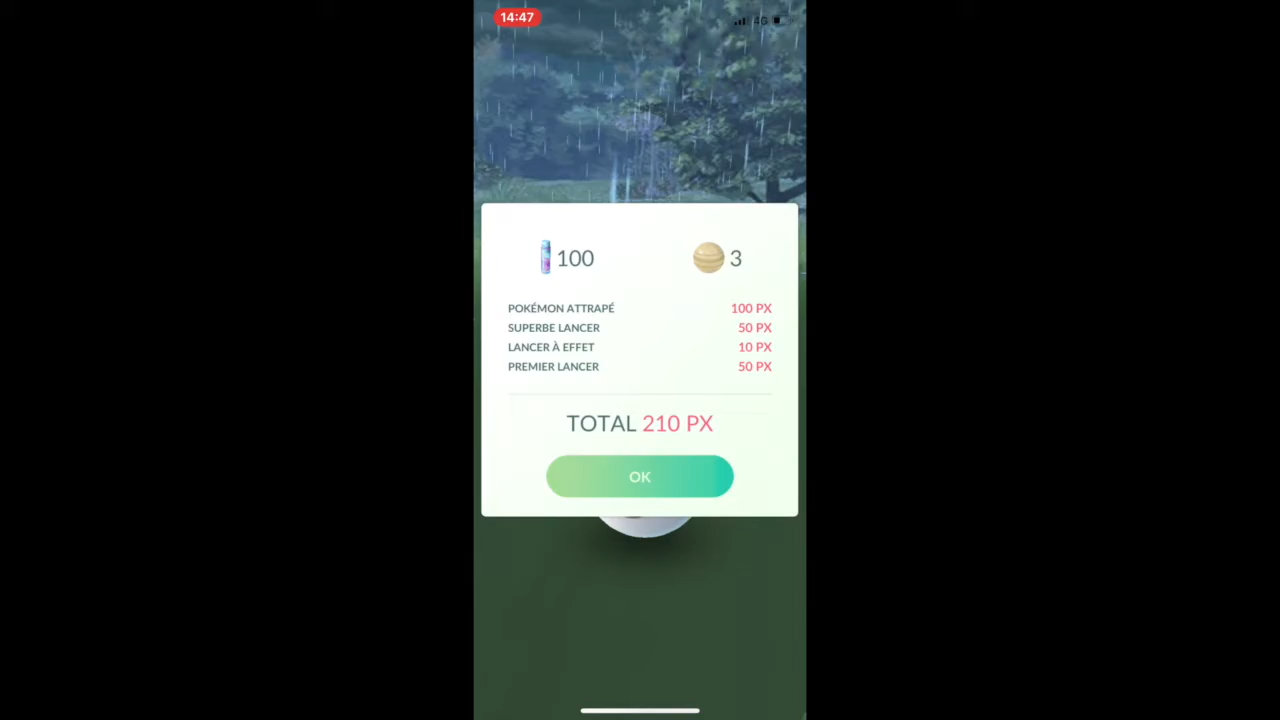 14:47
4G
100
3
POKÉMON ATTRAPÉ 100 PX
SUPERBE LANCER 50 PX
LANCER À EFFET 10 PX
PREMIER LANCER 50 PX
TOTAL 210 PX
OK